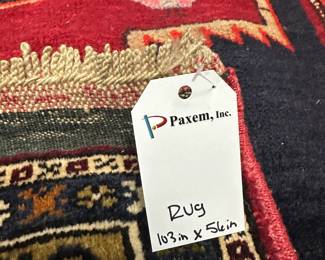 Paxem, Inc.
RUg
103in x 56in